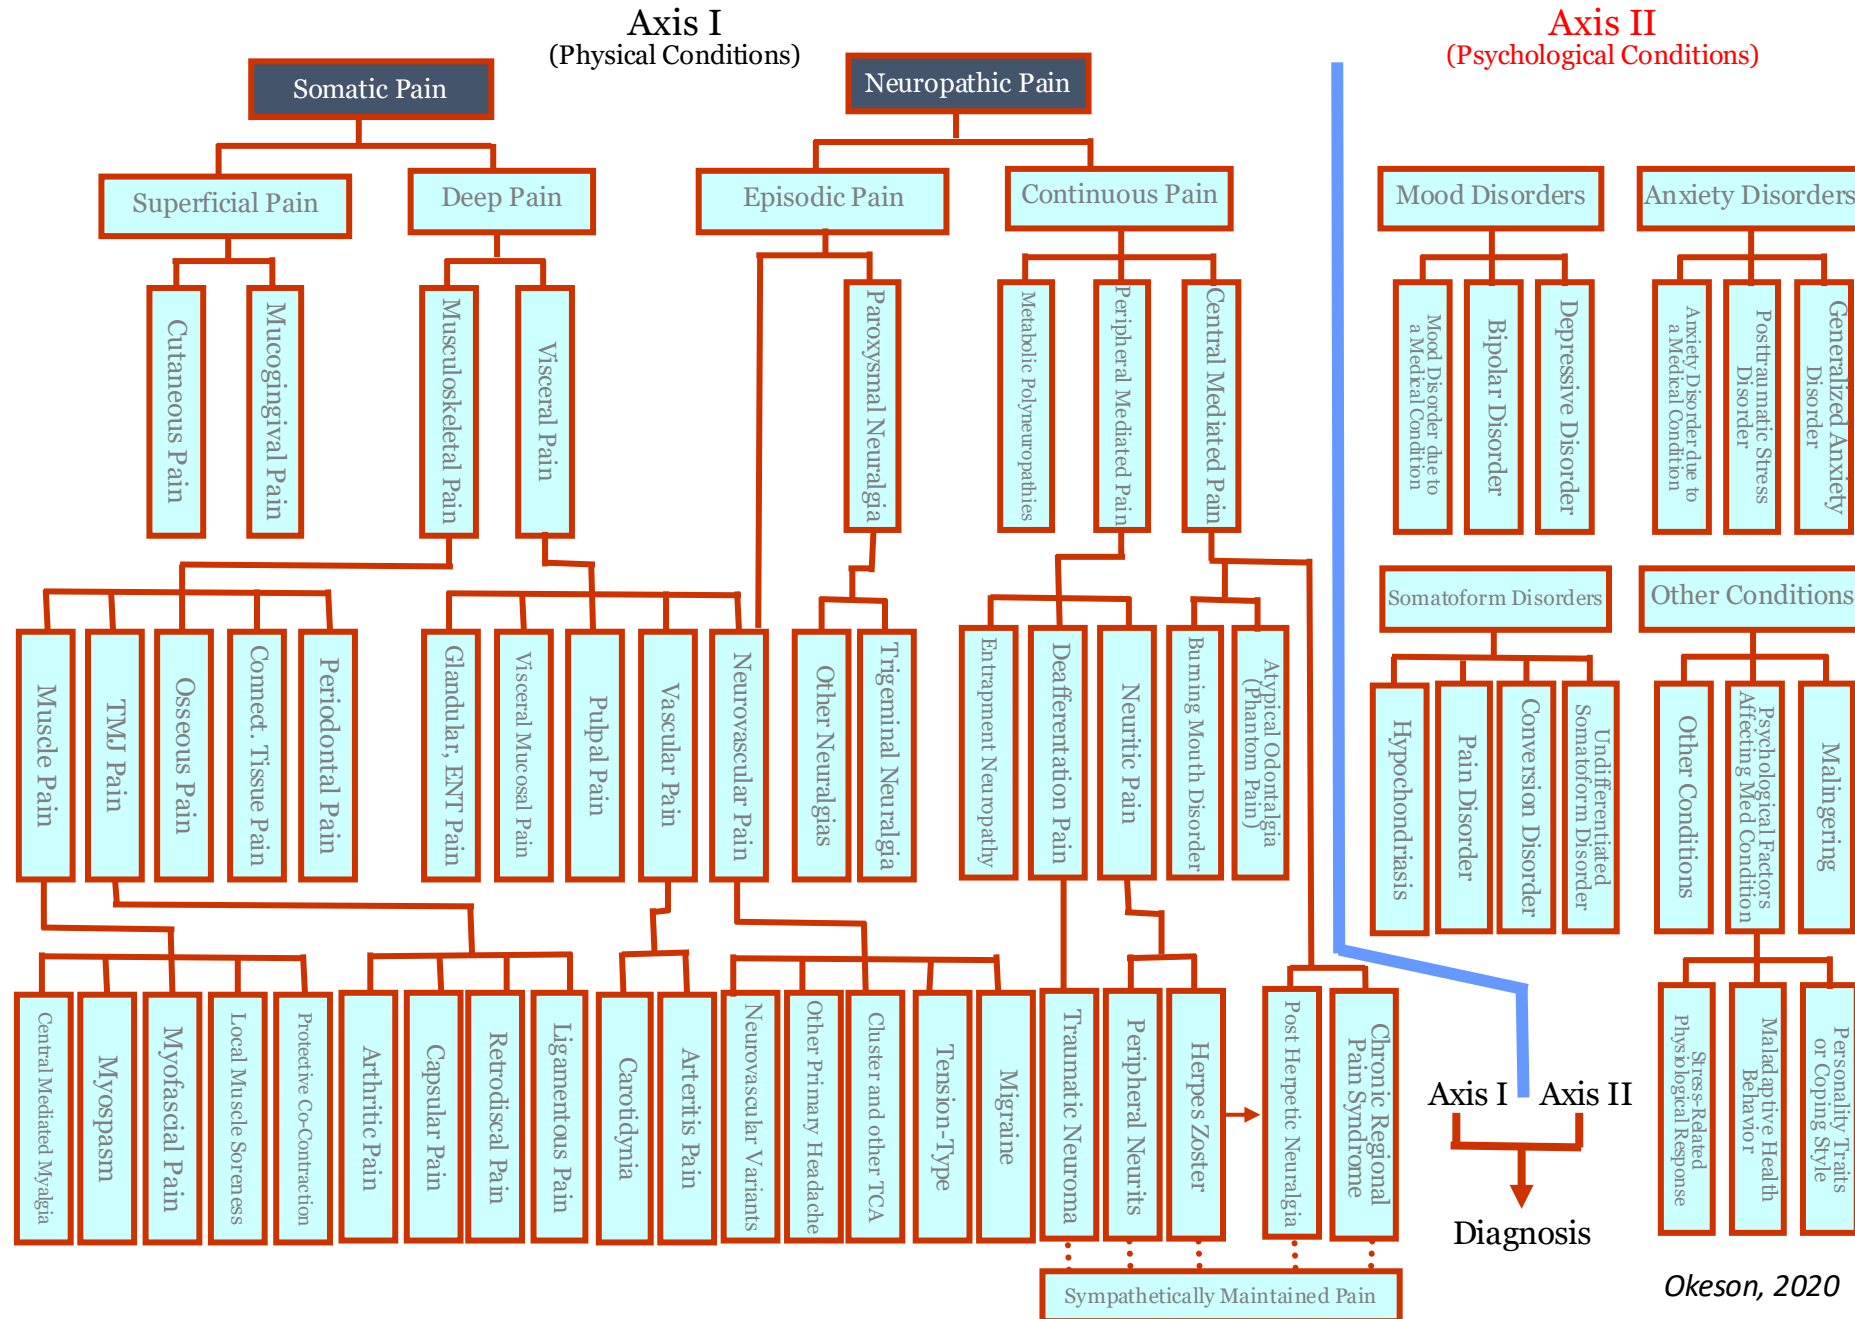 Axis I
(Physical Conditions)
Axis II
(Psychological Conditions)
Somatic Pain
Neuropathic Pain
Superficial Pain
Deep Pain
Episodic Pain
Continuous Pain
Mood Disorders
Anxiety Disorders
Cutaneous Pain
Mucogingival Pain
Musculoskeletal Pain
Visceral Pain
Paroxysmal Neuralgia
Metabolic Polyneuropathies
Peripheral Mediated Pain
Central Mediated Pain
Mood Disorder due to
a Medical Condition
Bipolar Disorder
Depressive Disorder
Anxiety Disorder due to
a Medical Condition
Posttraumatic Stress
Disorder
Generalized Anxiety
Disorder
Somatoform Disorders
Other Conditions
Muscle Pain
TMJ Pain
Osseous Pain
Connect. Tissue Pain
Periodontal Pain
Glandular, ENT Pain
Visceral Mucosal Pain
Pulpal Pain
Vascular Pain
Neurovascular Pain
Other Neuralgias
Trigeminal Neuralgia
Entrapment Neuropathy
Deafferentation Pain
Neuritic Pain
Burning Mouth Disorder
Atypical Odontalgia
(Phanton Pain)
Hypochondriasis
Pain Disorder
Conversion Disorder
Undifferentiated
Somatoform Disorder
Other Conditions
Psychological Factors
Affecting Med Condition
Malingering
Central Mediated Myalgia
Myospasm
Myofascial Pain
Local Muscle Soreness
Protective Co-Contraction
Arthritic Pain
Capsular Pain
Retrodiscal Pain
Ligamentous Pain
Carotidynia
Arteritis Pain
Neurovascular Variants
Other Primary Headache
Cluster and other TCA
Tension-Type
Migraine
Traumatic Neuroma
Peripheral Neurits
Herpes Zoster
Post Herpetic Neuralgia
Chronic Regional
Pain Syndrome
Stress-Related
Physiological Response
Maladaptive Health
Behavior
Personality Traits
or Coping Style
Axis I
Axis II
Diagnosis
Sympathetically Maintained Pain
Okeson, 2020